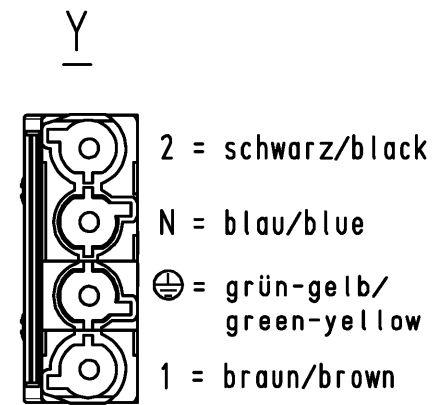 Y
2 = schwarz/black
N = blau/blue
⏚ = grün-gelb/
green-yellow
1 = braun/brown